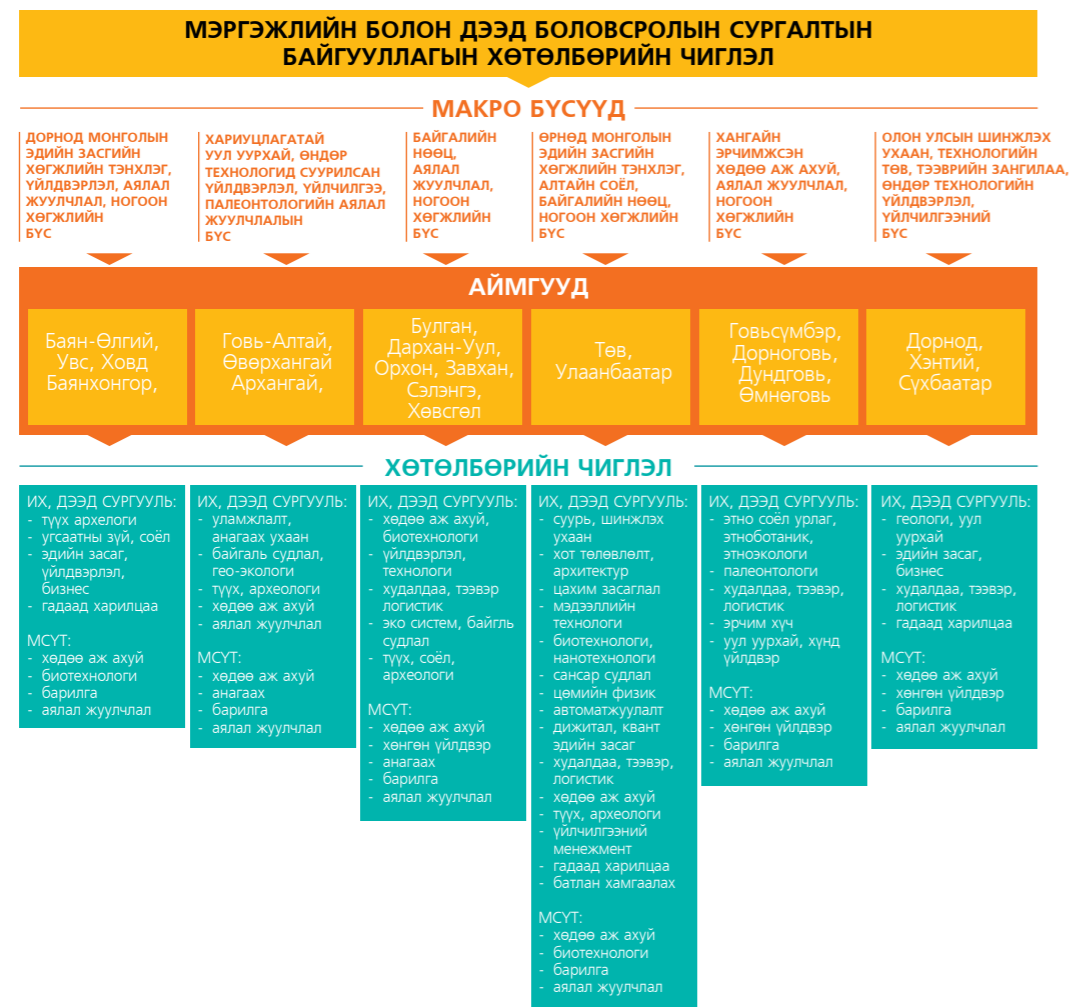 МЭРГЭЖЛИЙН БОЛОН ДЭЭД БОЛОВСРОЛЫН СУРГАЛТЫН
БАЙГУУЛЛАГЫН ХӨТӨЛБӨРИЙН ЧИГЛЭЛ
МАКРО БҮСҮҮД
ДОРНОД МОНГОЛЫН
ЭДИЙН ЗАСГИЙН
ХӨГЖЛИЙН ТЭНХЛЭГ,
ҮЙЛДВЭРЛЭЛ, АЯЛАЛ
ЖУУЛЧЛАЛ, НОГООН
ХӨГЖЛИЙН
БҮС
ХАРИУЦЛАГАТАЙ
УУЛ УУРХАЙ, ӨНДӨР
ТЕХНОЛОГИД СУУРИЛСАН
ҮЙЛДВЭРЛЭЛ, ҮЙЛЧИЛГЭЭ,
ПАЛЕОНТОЛОГИЙН АЯЛАЛ
ЖУУЛЧЛАЛЫН
БҮС
БАЙГАЛИЙН
НӨӨЦ,
АЯЛАЛ
ЖУУЛЧЛАЛ,
НОГООН
ХӨГЖЛИЙН
БҮС
ӨРНӨД МОНГОЛЫН
ЭДИЙН ЗАСГИЙН
ХӨГЖЛИЙН ТЭНХЛЭГ,
АЛТАЙН СОЁЛ,
БАЙГАЛИЙН НӨӨЦ,
НОГООН ХӨГЖЛИЙН
БҮС
ХАНГАЙН
ЭРЧИМЖСЭН
ХӨДӨӨ АЖ АХУЙ,
АЯЛАЛ ЖУУЛЧЛАЛ,
НОГООН
ХӨГЖЛИЙН
БҮС
ОЛОН УЛСЫН ШИНЖЛЭХ
УХААН, ТЕХНОЛОГИЙН
ТӨВ, ТЭЭВРИЙН ЗАНГИЛАА,
ӨНДӨР ТЕХНОЛОГИЙН
ҮЙЛДВЭРЛЭЛ,
ҮЙЛЧИЛГЭЭНИЙ
БҮС
АЙМГУУД
Баян-Өлгий,
Увс, Ховд
Баянхонгор,
Говь-Алтай,
Өвөрхангай
Архангай,
Булган,
Дархан-Уул,
Орхон, Завхан,
Сэлэнгэ,
Хөвсгөл
Төв,
Улаанбаатар
Говьсүмбэр,
Дорноговь,
Дундговь,
Өмнөговь
Дорнод,
Хэнтий,
Сүхбаатар
ХӨТӨЛБӨРИЙН ЧИГЛЭЛ
ИХ, ДЭЭД СУРГУУЛЬ:
- түүх архелоги
- угсаатны зүй, соёл
- эдийн засаг,
үйлдвэрлэл,
бизнес
- гадаад харилцаа
МСҮТ:
- хөдөө аж ахуй
- биотехнологи
- барилга
- аялал жуулчлал
ИХ, ДЭЭД СУРГУУЛЬ:
- уламжлалт,
анагаах ухаан
- байгаль судлал,
гео-экологи
- түүх, археологи
- хөдөө аж ахуй
- аялал жуулчлал
МСҮТ:
- хөдөө аж ахуй
- анагаах
- барилга
- аялал жуулчлал
ИХ, ДЭЭД СУРГУУЛЬ:
- хөдөө аж ахуй,
биотехнологи
- үйлдвэрлэл,
технологи
- худалдаа, тээвэр
логистик
- эко систем, байгль
судлал
- түүх, соёл,
археологи
МСҮТ:
- хөдөө аж ахуй
- хөнгөн үйлдвэр
- анагаах
- барилга
- аялал жуулчлал
ИХ, ДЭЭД СУРГУУЛЬ:
- суурь, шинжлэх
ухаан
- хот төлөвлөлт,
архитектур
- цахим засаглал
- мэдээллийн
технологи
- биотехнологи,
нанотехнологи
- сансар судлал
- цөмийн физик
- автоматжуулалт
- дижитал, квант
эдийн засаг
- худалдаа, тээвэр,
логистик
- хөдөө аж ахуй
- түүх, археологи
- үйлчилгээний
менежмент
- гадаад харилцаа
- батлан хамгаалах
МСҮТ:
- хөдөө аж ахуй
- биотехнологи
- барилга
- аялал жуулчлал
ИХ, ДЭЭД СУРГУУЛЬ:
- этно соёл урлаг,
этноботаник,
этноэкологи
- палеонтологи
- худалдаа, тээвэр,
логистик
- эрчим хүч
- уул уурхай, хүнд
үйлдвэр
МСҮТ:
- хөдөө аж ахуй
- хөнгөн үйлдвэр
- барилга
- аялал жуулчлал
ИХ, ДЭЭД СУРГУУЛЬ:
- геологи, уул
уурхай
- эдийн засаг,
бизнес
- худалдаа, тээвэр,
логистик
- гадаад харилцаа
МСҮТ:
- хөдөө аж ахуй
- хөнгөн үйлдвэр
- барилга
- аялал жуулчлал